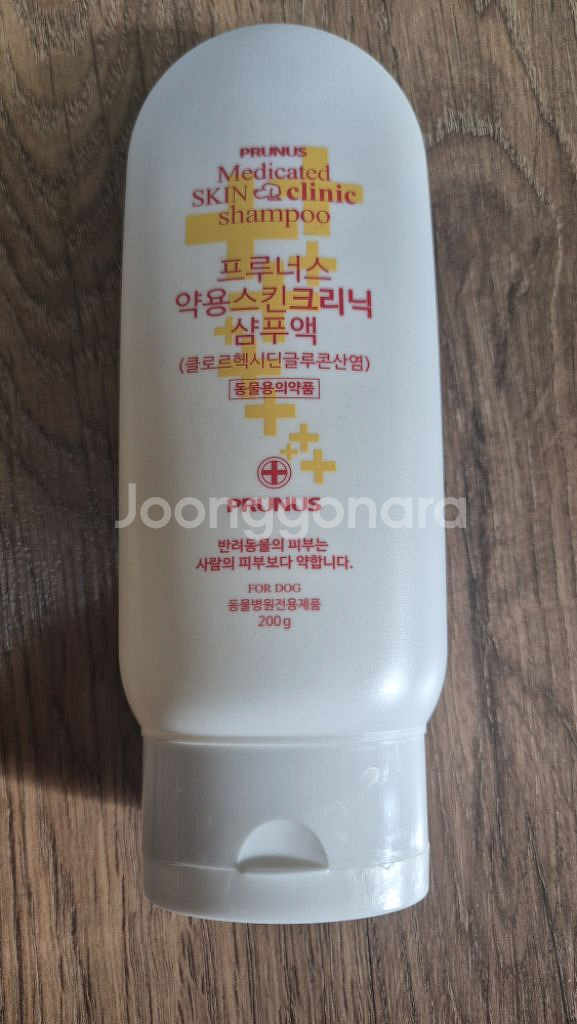 PRUNUS
Medicated
SKIN clinic
shampoo
프루너스
약용스킨크리닉
샴푸액
(클로르헥시딘글루콘산염)
동물용의약품
PRUNUS
Joonggonara
반려동물의 피부는
사람의 피부보다 약합니다.
FOR DOG
동물병원전용제품
200g